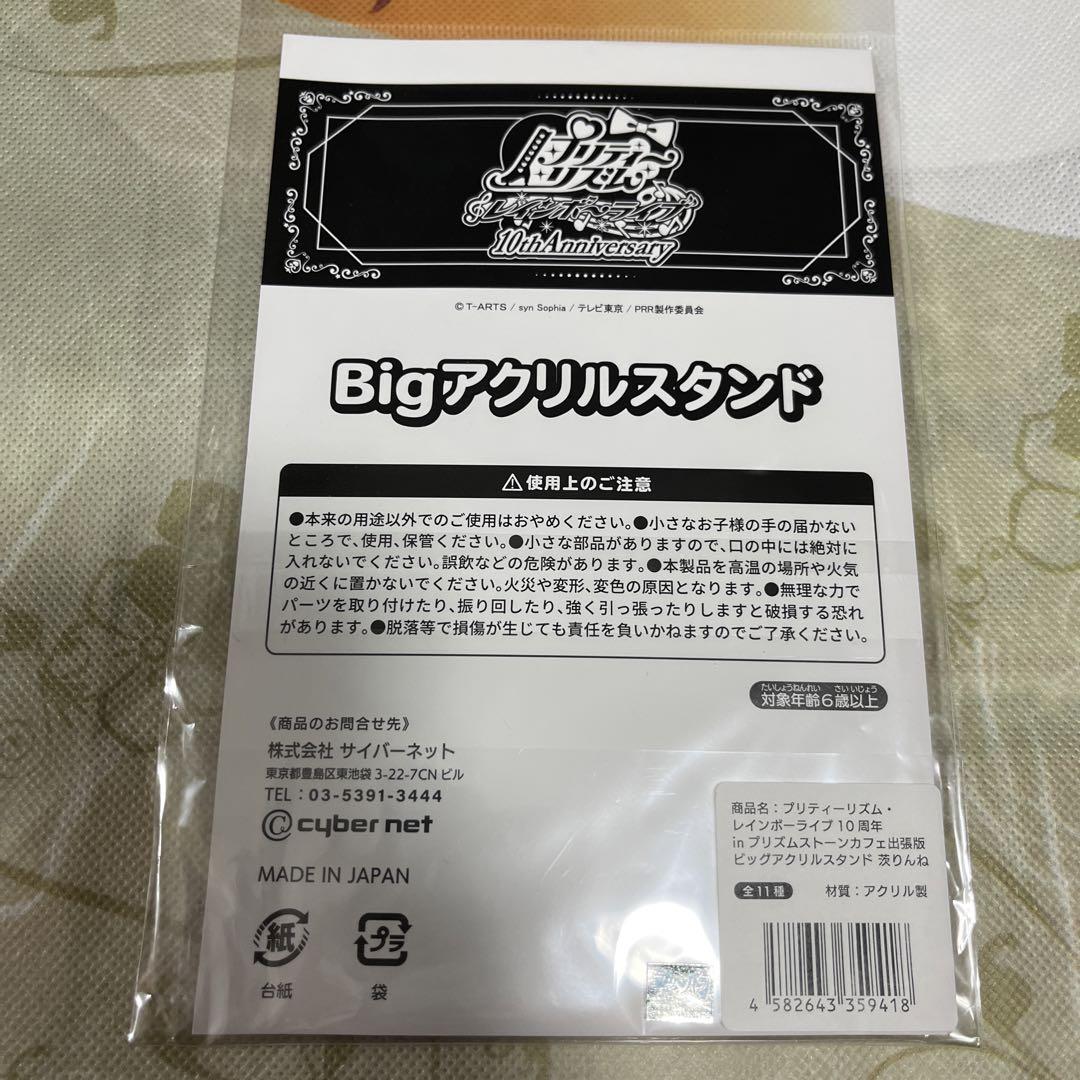 プリティー
リズム
レインボーライブ
10th Anniversary
© T-ARTS / syn Sophia / テレビ東京 / PRR製作委員会
Bigアクリルスタンド
⚠使用上のご注意
●本来の用途以外でのご使用はおやめください。●小さなお子様の手の届かない
ところで、使用、保管ください。●小さな部品がありますので、口の中には絶対に
入れないでください。誤飲などの危険があります。●本製品を高温の場所や火気
の近くに置かないでください。火災や変形、変色の原因となります。●無理な力で
パーツを取り付けたり、振り回したり、強く引っ張ったりしますと破損する恐れ
があります。●脱落等で損傷が生じても責任を負いかねますのでご了承ください。
たいしょうねんれい さいいじょう
対象年齢6歳以上
《商品のお問合せ先》
株式会社 サイバーネット
東京都豊島区東池袋 3-22-7CN ビル
TEL：03-5391-3444
cyber net
MADE IN JAPAN
紙
台紙
プラ
袋
商品名：プリティーリズム・
レインボーライブ 10 周年
in プリズムストーンカフェ出張版
ビッグアクリルスタンド 茨りんね
全11種 材質：アクリル製
4 582643 359418